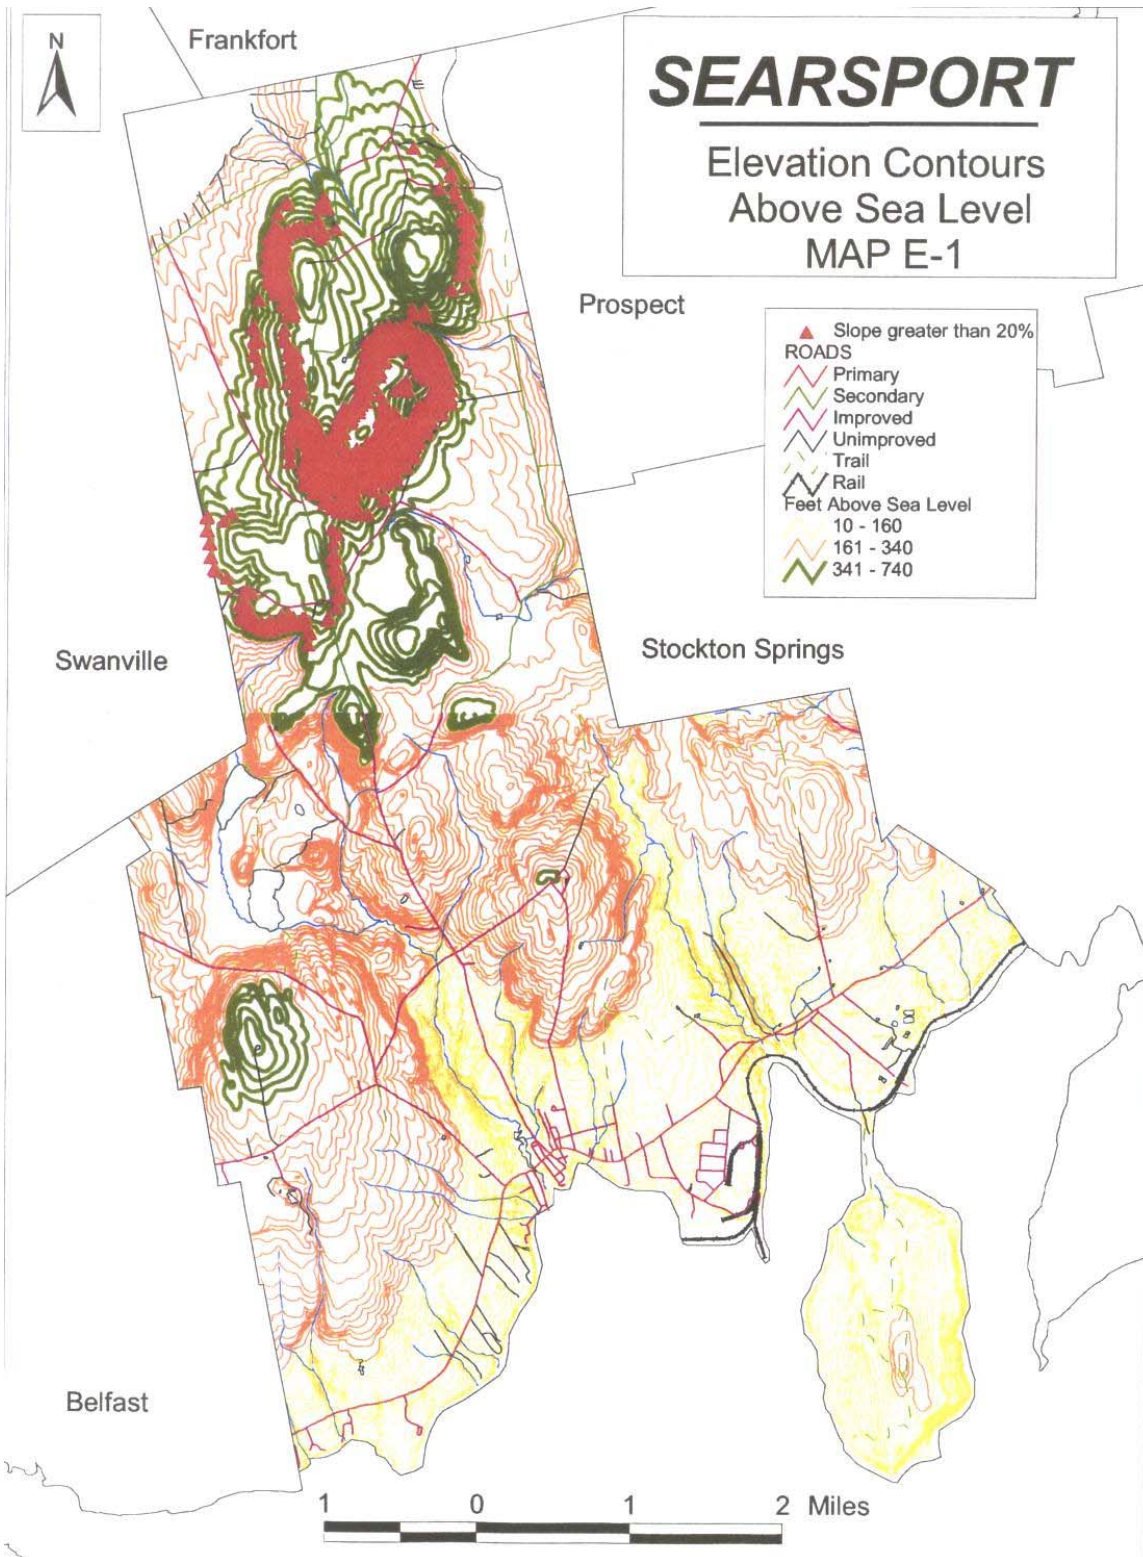 N
Frankfort
SEARSPORT
Elevation Contours
Above Sea Level
MAP E-1
Prospect
Slope greater than 20%
ROADS
Primary
Secondary
Improved
Unimproved
Trail
Rail
Feet Above Sea Level
10 - 160
161 - 340
341 - 740
Swanville
Stockton Springs
Belfast
1 0 1 2 Miles